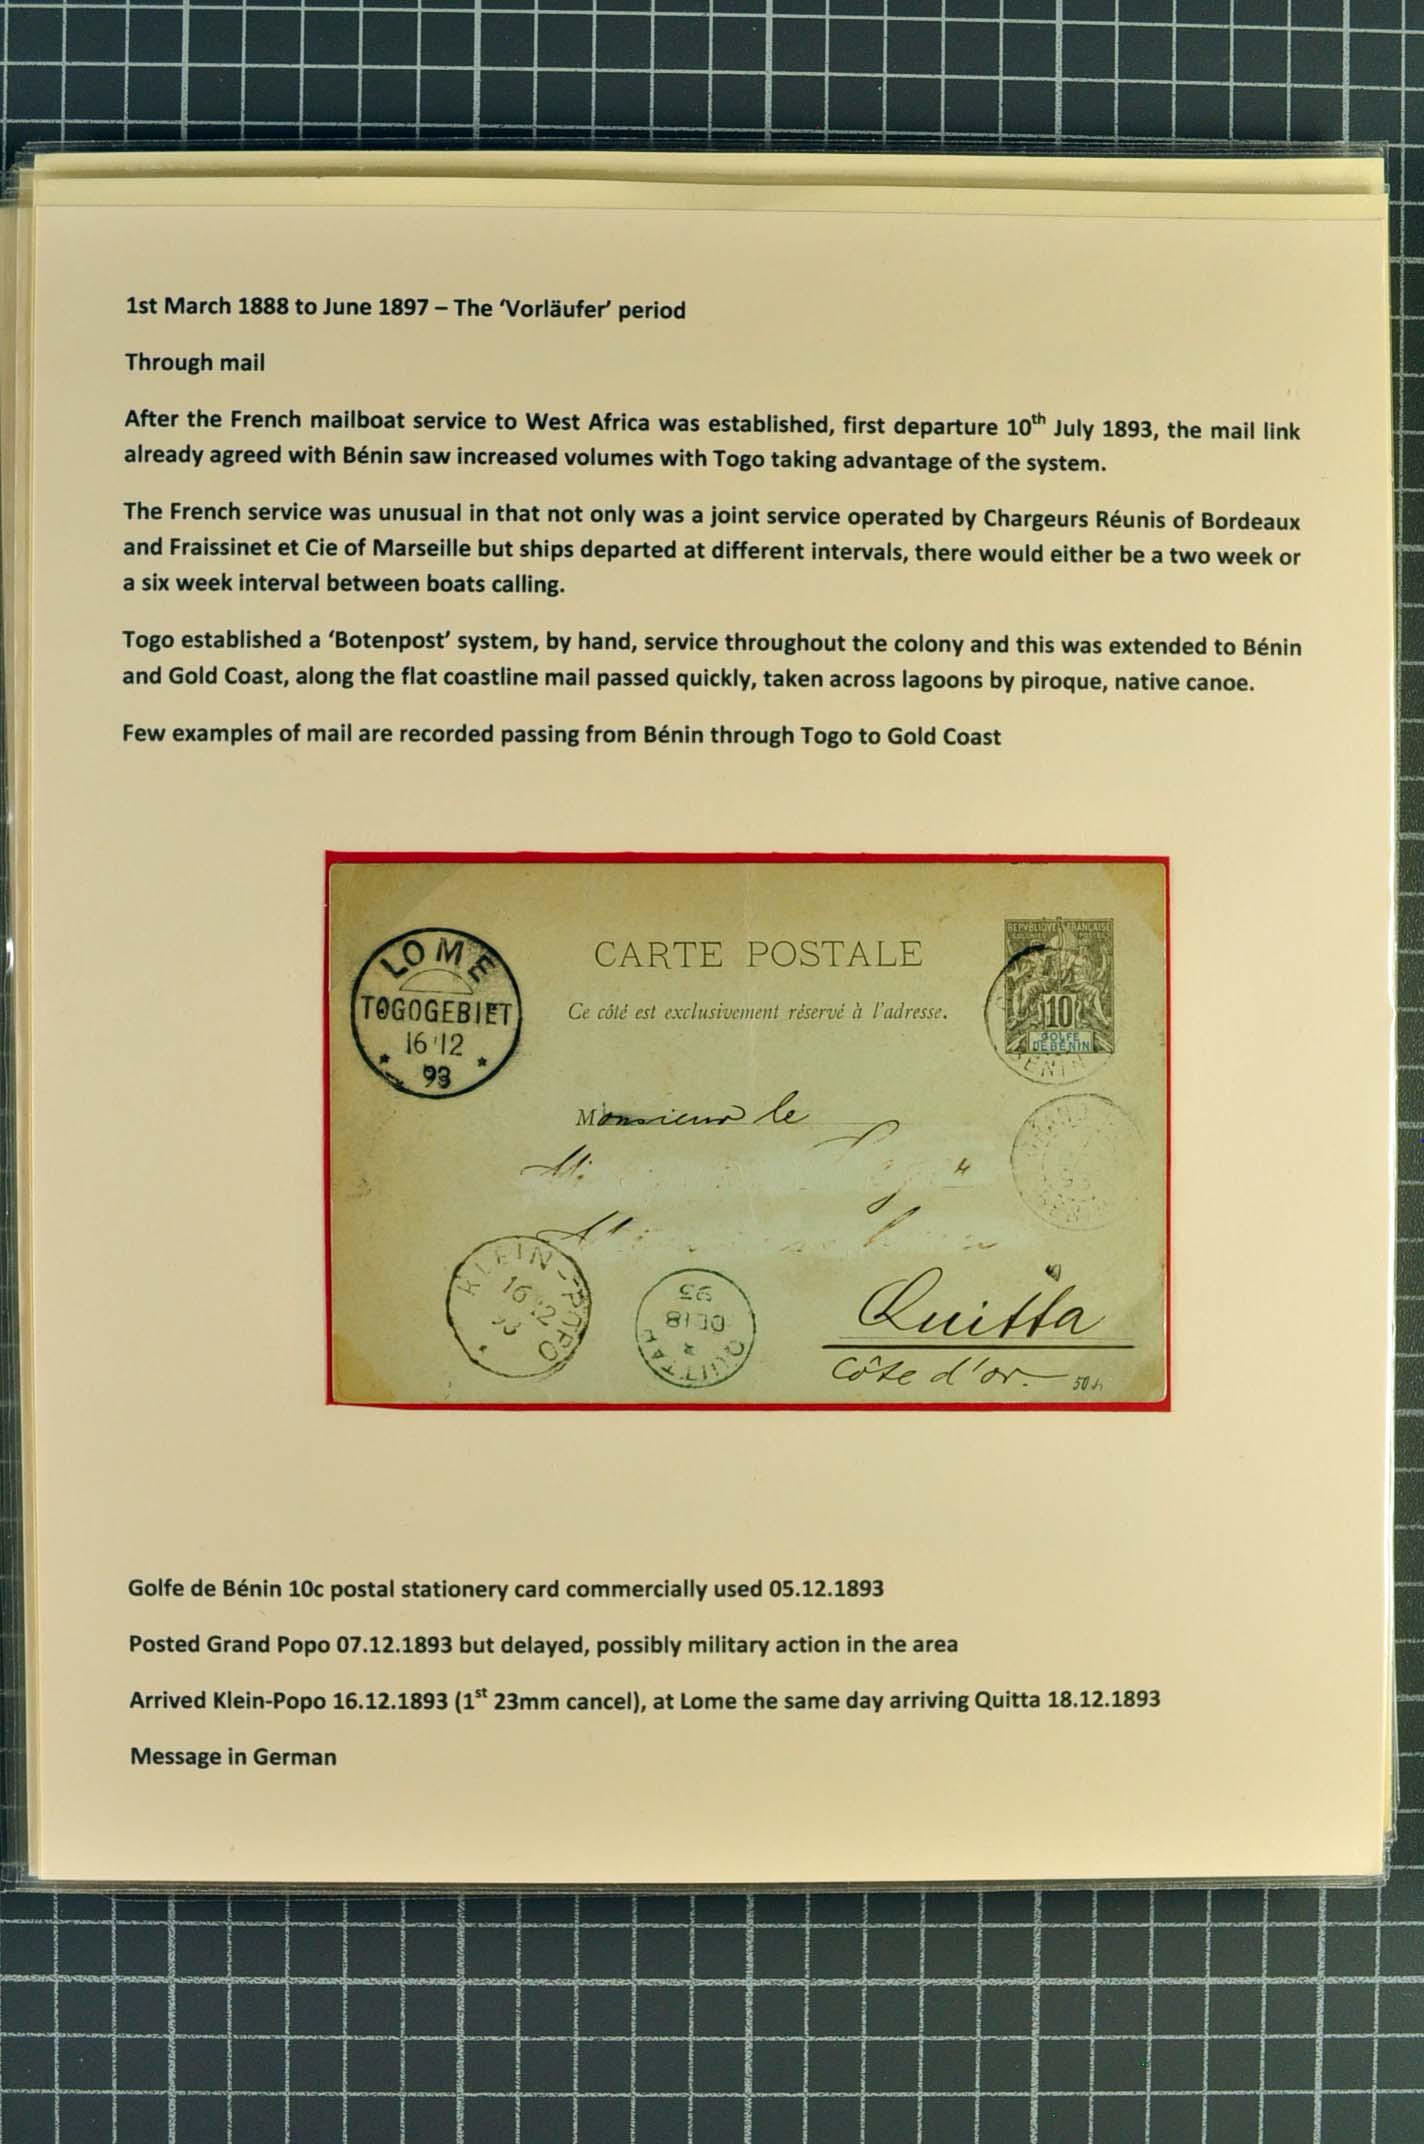 1st March 1888 to June 1897 – The ‘Vorläufer’ period
Through mail
After the French mailboat service to West Africa was established, first departure 10th July 1893, the mail link
already agreed with Bénin saw increased volumes with Togo taking advantage of the system.
The French service was unusual in that not only was a joint service operated by Chargeurs Réunis of Bordeaux
and Fraissinet et Cie of Marseille but ships departed at different intervals, there would either be a two week or
a six week interval between boats calling.
Togo established a ‘Botenpost’ system, by hand, service throughout the colony and this was extended to Bénin
and Gold Coast, along the flat coastline mail passed quickly, taken across lagoons by piroque, native canoe.
Few examples of mail are recorded passing from Bénin through Togo to Gold Coast
LOME
TOGOGEBIET
16 12
93
CARTE POSTALE
Ce côté est exclusivement réservé à l'adresse.
REPVBLIQVE FRANÇAISE
10
GOLFE
DE BÉNIN
BENIN
Monsieur le
KLEIN-POPO
16 12
93
QUITTAH
DE 18
93
Quitta
Côte d'or.
Golfe de Bénin 10c postal stationery card commercially used 05.12.1893
Posted Grand Popo 07.12.1893 but delayed, possibly military action in the area
Arrived Klein-Popo 16.12.1893 (1st 23mm cancel), at Lome the same day arriving Quitta 18.12.1893
Message in German